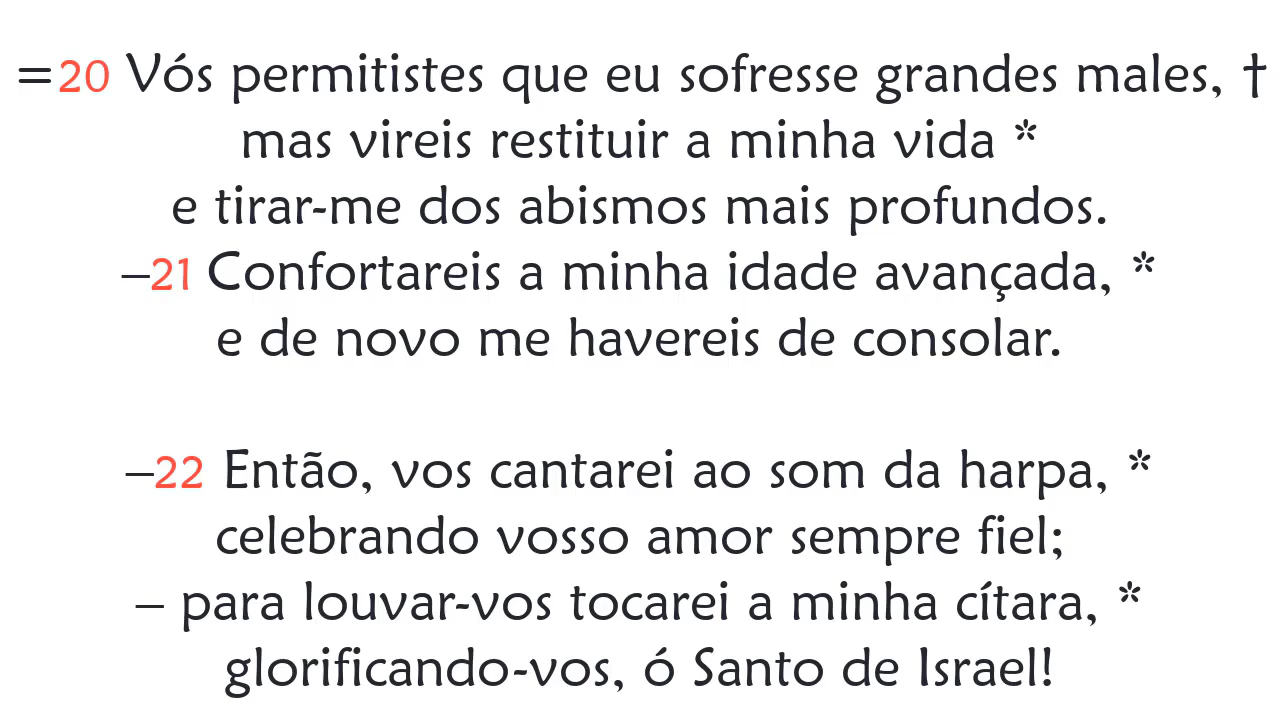 =20 Vós permitistes que eu sofresse grandes males, †
mas vireis restituir a minha vida *
e tirar-me dos abismos mais profundos.
–21 Confortareis a minha idade avançada, *
e de novo me havereis de consolar.
–22 Então, vos cantarei ao som da harpa, *
celebrando vosso amor sempre fiel;
– para louvar-vos tocarei a minha cítara, *
glorificando-vos, ó Santo de Israel!